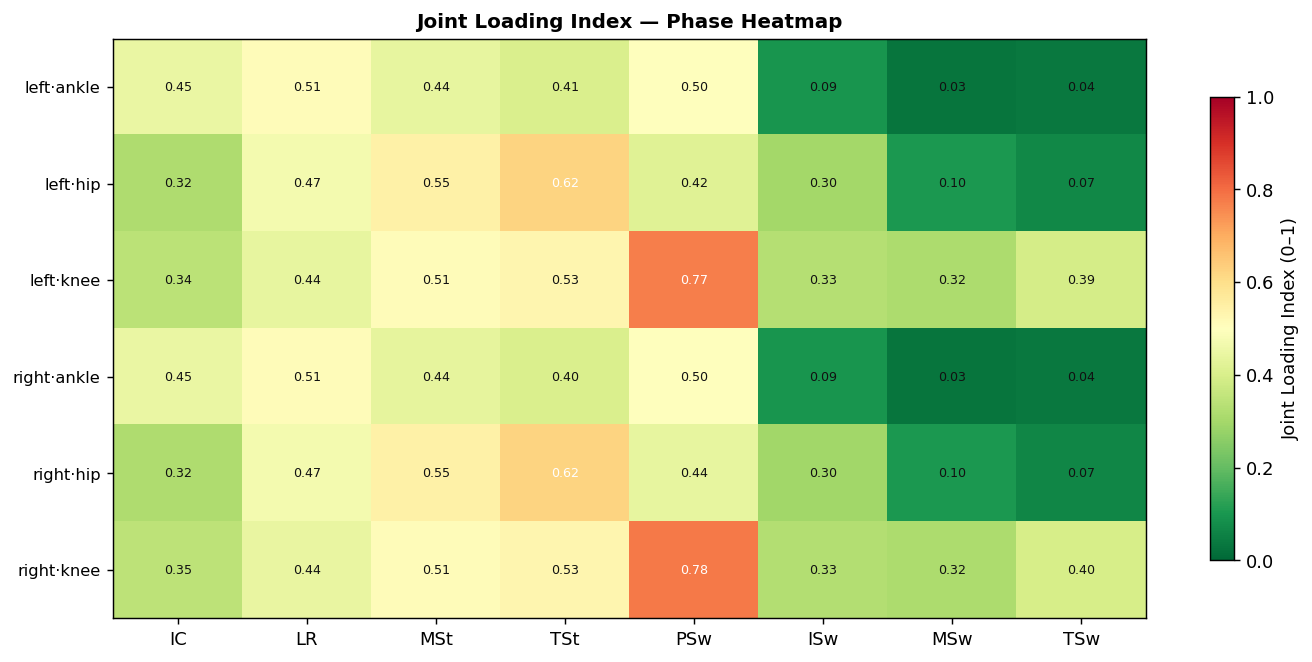 Joint Loading Index — Phase Heatmap
left·ankle 0.45 0.51 0.44 0.41 0.50 0.09 0.03 0.04
left·hip 0.32 0.47 0.55 0.62 0.42 0.30 0.10 0.07
left·knee 0.34 0.44 0.51 0.53 0.77 0.33 0.32 0.39
right·ankle 0.45 0.51 0.44 0.40 0.50 0.09 0.03 0.04
right·hip 0.32 0.47 0.55 0.62 0.44 0.30 0.10 0.07
right·knee 0.35 0.44 0.51 0.53 0.78 0.33 0.32 0.40
IC LR MSt TSt PSw ISw MSw TSw
1.0
0.8
0.6
0.4
0.2
0.0
Joint Loading Index (0–1)